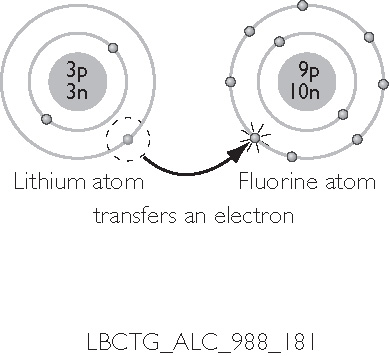 3p
3n
9p
10n
Lithium atom
Fluorine atom
transfers an electron
LBCTG_ALC_988_181